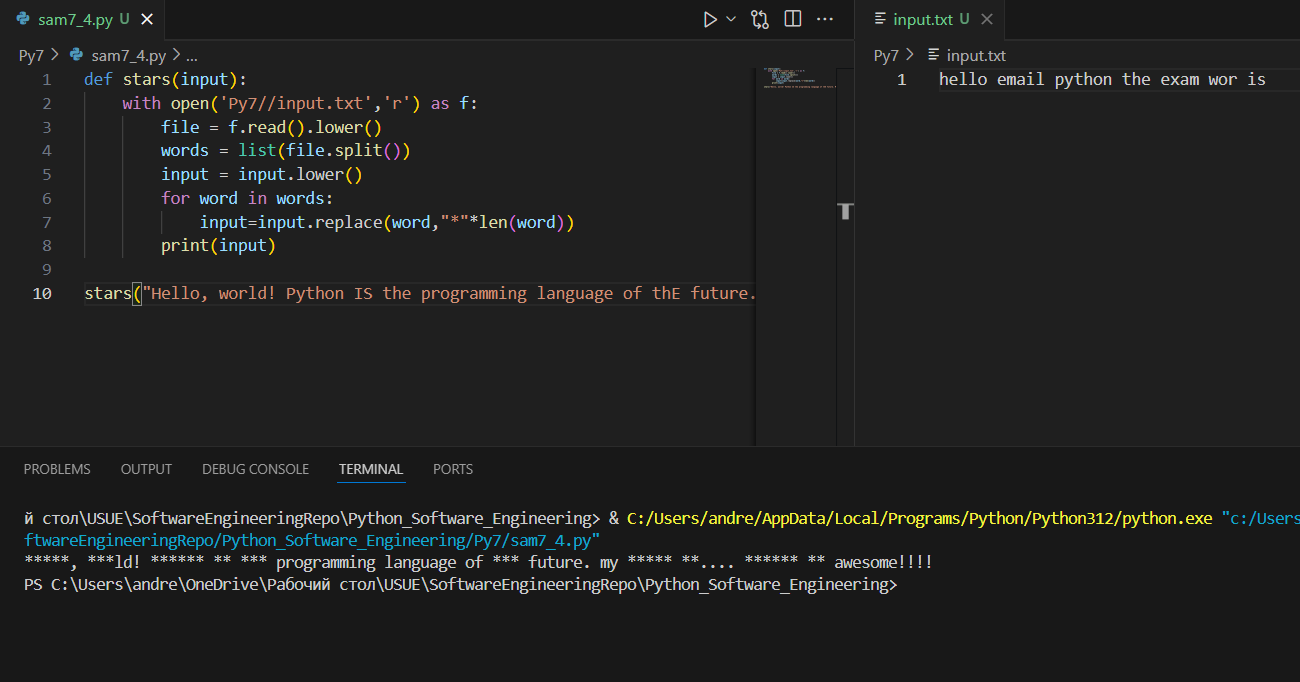 sam7_4.py U
Py7 > sam7_4.py > ...
1 def stars(input):
2 with open('Py7//input.txt','r') as f:
3 file = f.read().lower()
4 words = list(file.split())
5 input = input.lower()
6 for word in words:
7 input=input.replace(word,"*"*len(word))
8 print(input)
9
10 stars("Hello, world! Python IS the programming language of thE future.
input.txt U
Py7 > input.txt
1 hello email python the exam wor is
PROBLEMS OUTPUT DEBUG CONSOLE TERMINAL PORTS
й стол\USUE\SoftwareEngineeringRepo\Python_Software_Engineering> & C:/Users/andre/AppData/Local/Programs/Python/Python312/python.exe "c:/Users
ftwareEngineeringRepo/Python_Software_Engineering/Py7/sam7_4.py"
*****, ***ld! ****** ** *** programming language of *** future. my ***** **.... ****** ** awesome!!!!
PS C:\Users\andre\OneDrive\Рабочий стол\USUE\SoftwareEngineeringRepo\Python_Software_Engineering>